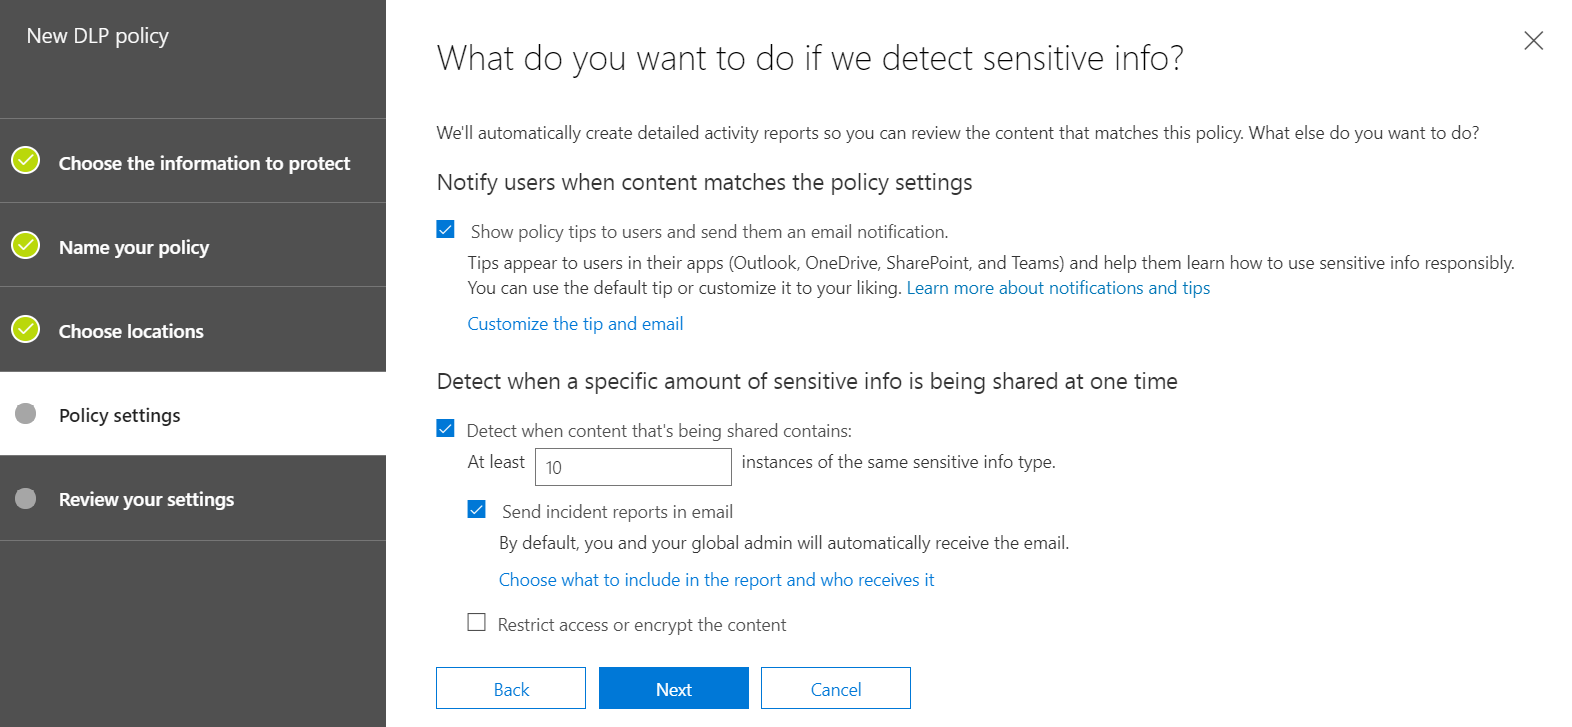 New DLP policy
Choose the information to protect
Name your policy
Choose locations
Policy settings
Review your settings
What do you want to do if we detect sensitive info?
We'll automatically create detailed activity reports so you can review the content that matches this policy. What else do you want to do?
Notify users when content matches the policy settings
Show policy tips to users and send them an email notification.
Tips appear to users in their apps (Outlook, OneDrive, SharePoint, and Teams) and help them learn how to use sensitive info responsibly.
You can use the default tip or customize it to your liking. Learn more about notifications and tips
Customize the tip and email
Detect when a specific amount of sensitive info is being shared at one time
Detect when content that's being shared contains:
At least 10 instances of the same sensitive info type.
Send incident reports in email
By default, you and your global admin will automatically receive the email.
Choose what to include in the report and who receives it
Restrict access or encrypt the content
Back Next Cancel